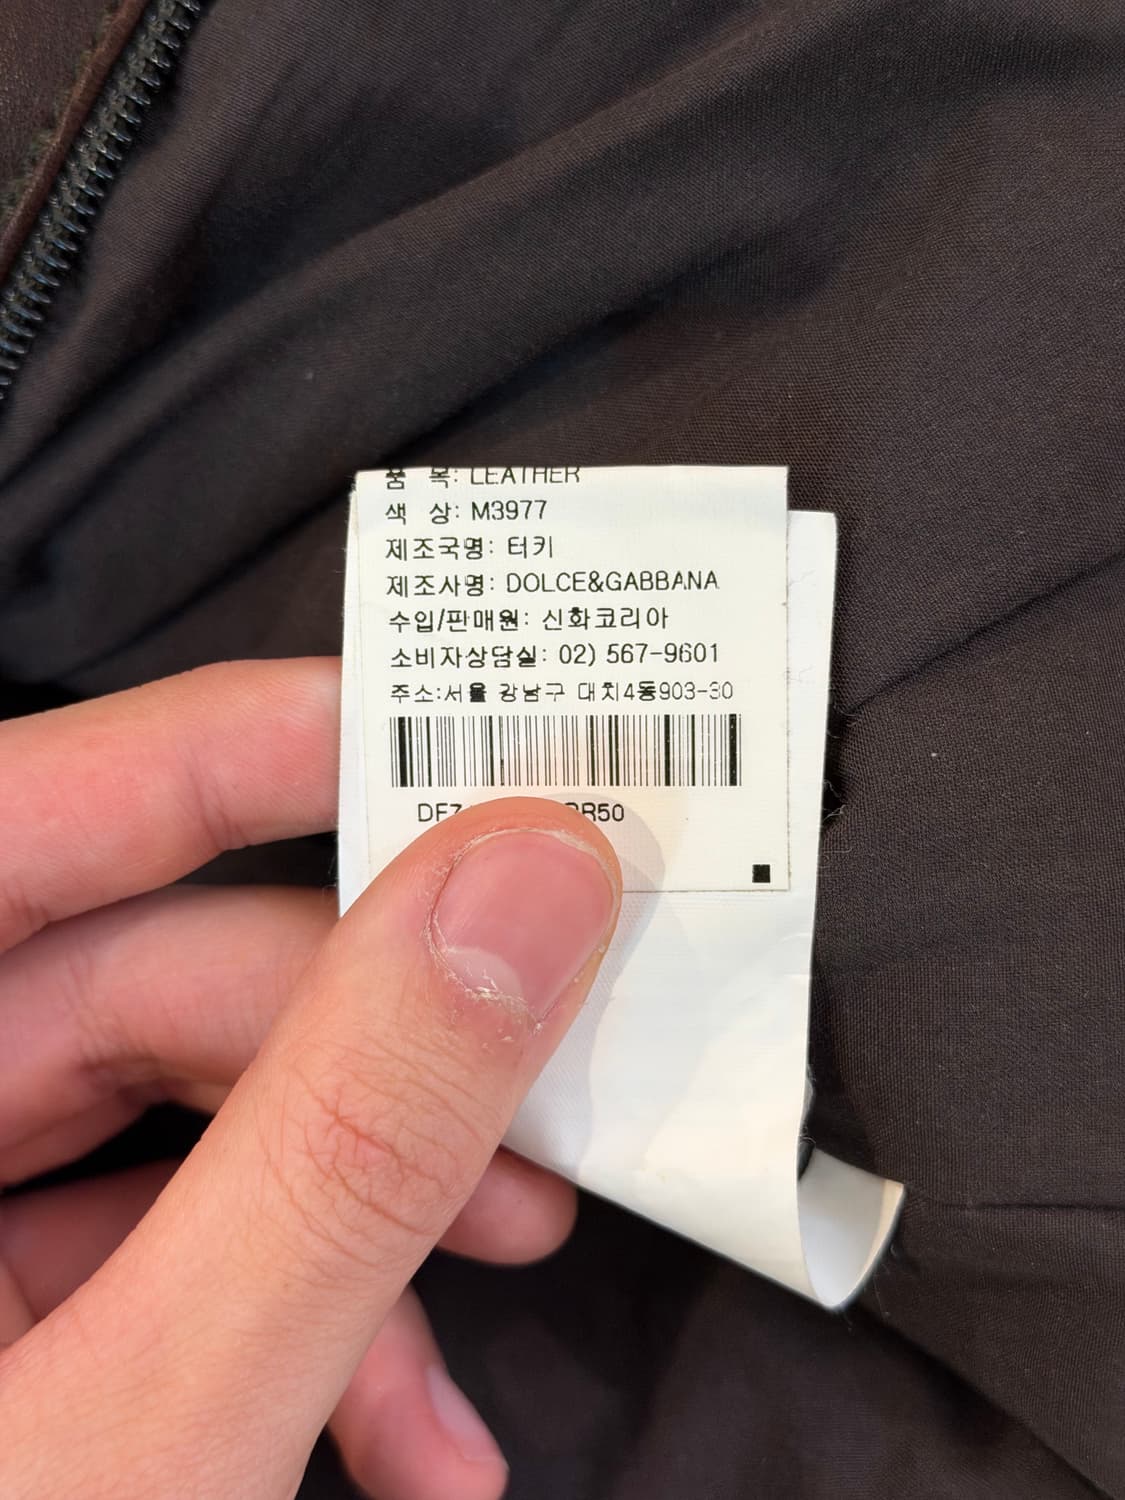 품 목: LEATHER
색 상: M3977
제조국명: 터키
제조사명: DOLCE&GABBANA
수입/판매원: 신화코리아
소비자상담실: 02) 567-9601
주소:서울 강남구 대치4동903-30